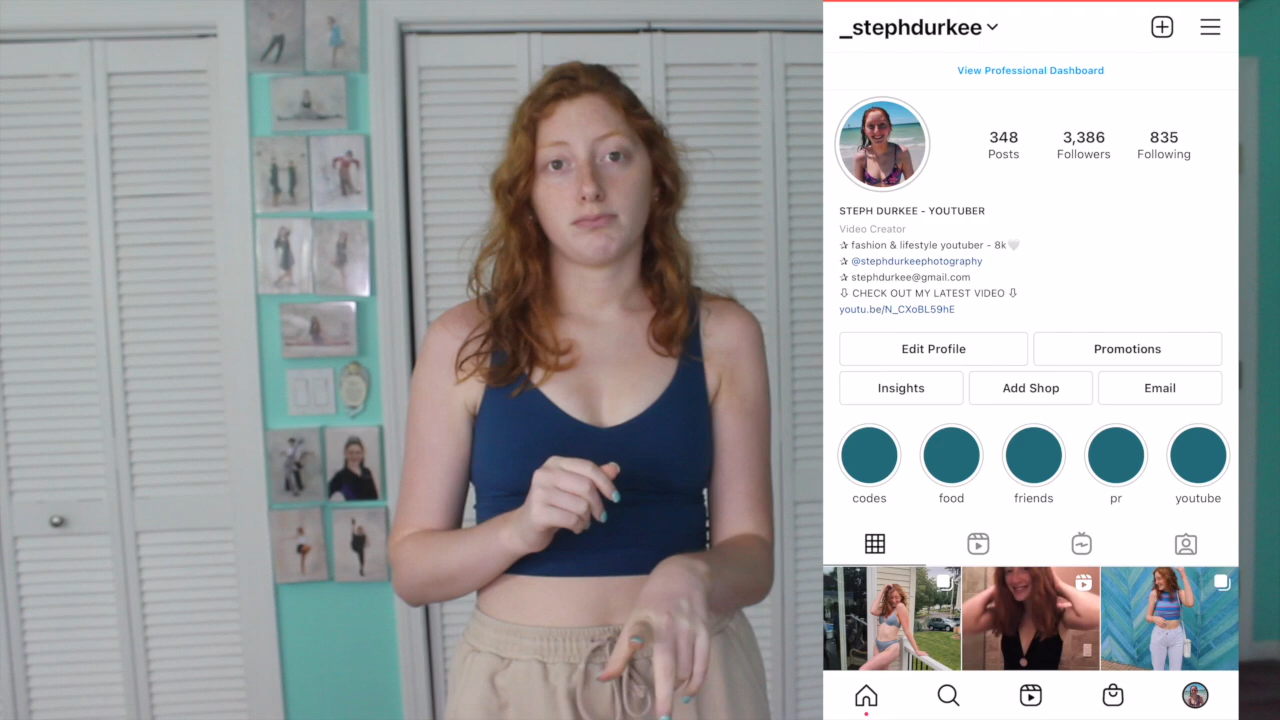 _stephdurkee
View Professional Dashboard
348 3,386 835
Posts Followers Following
STEPH DURKEE - YOUTUBER
Video Creator
☆ fashion & lifestyle youtuber - 8k🤍
☆ @stephdurkeephotography
☆ stephdurkee@gmail.com
⇩ CHECK OUT MY LATEST VIDEO ⇩
youtu.be/N_CXoBL59hE
Edit Profile Promotions
Insights Add Shop Email
codes food friends pr youtube